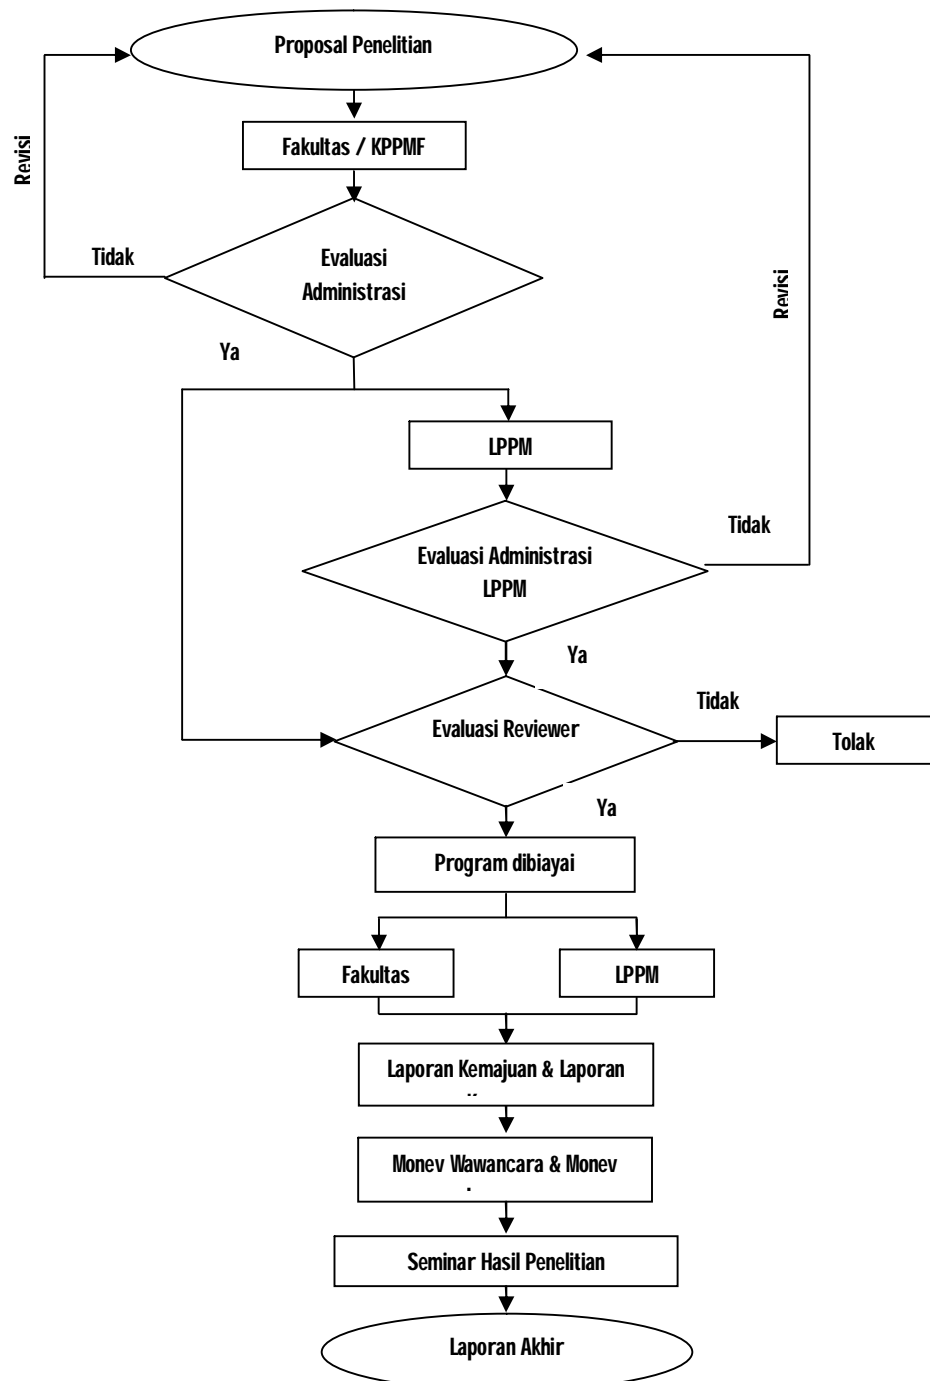 Proposal Penelitian
Fakultas / KPPMF
Revisi
Tidak
Evaluasi
Administrasi
Revisi
Ya
LPPM
Tidak
Evaluasi Administrasi
LPPM
Ya
Tidak
Evaluasi Reviewer
Tolak
Ya
Program dibiayai
Fakultas
LPPM
Laporan Kemajuan & Laporan
Monev Wawancara & Monev
Seminar Hasil Penelitian
Laporan Akhir